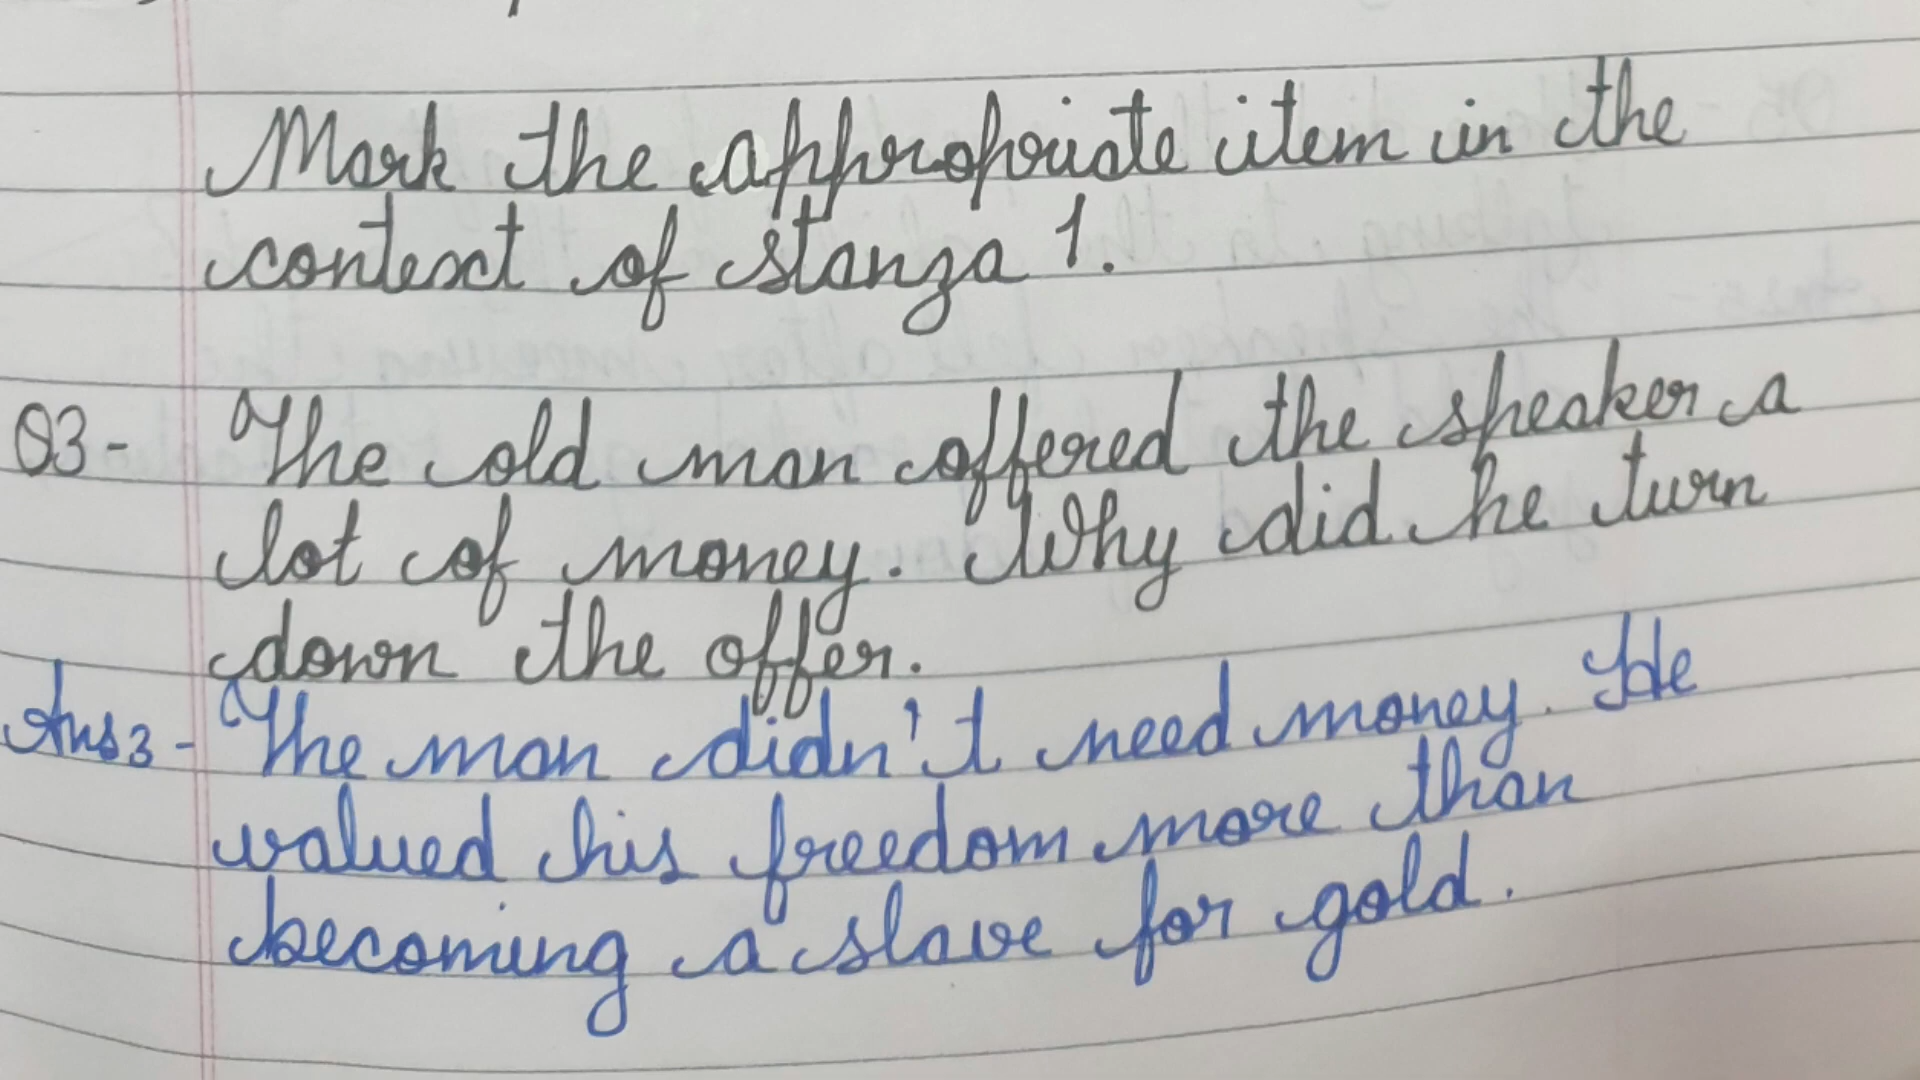 Mark the appropriate item in the
context of stanza 1.
Q3- The old man offered the speaker a
lot of money. Why did he turn
down the offer.
Ans3- The man didn't need money. He
valued his freedom more than
becoming a slave for gold.